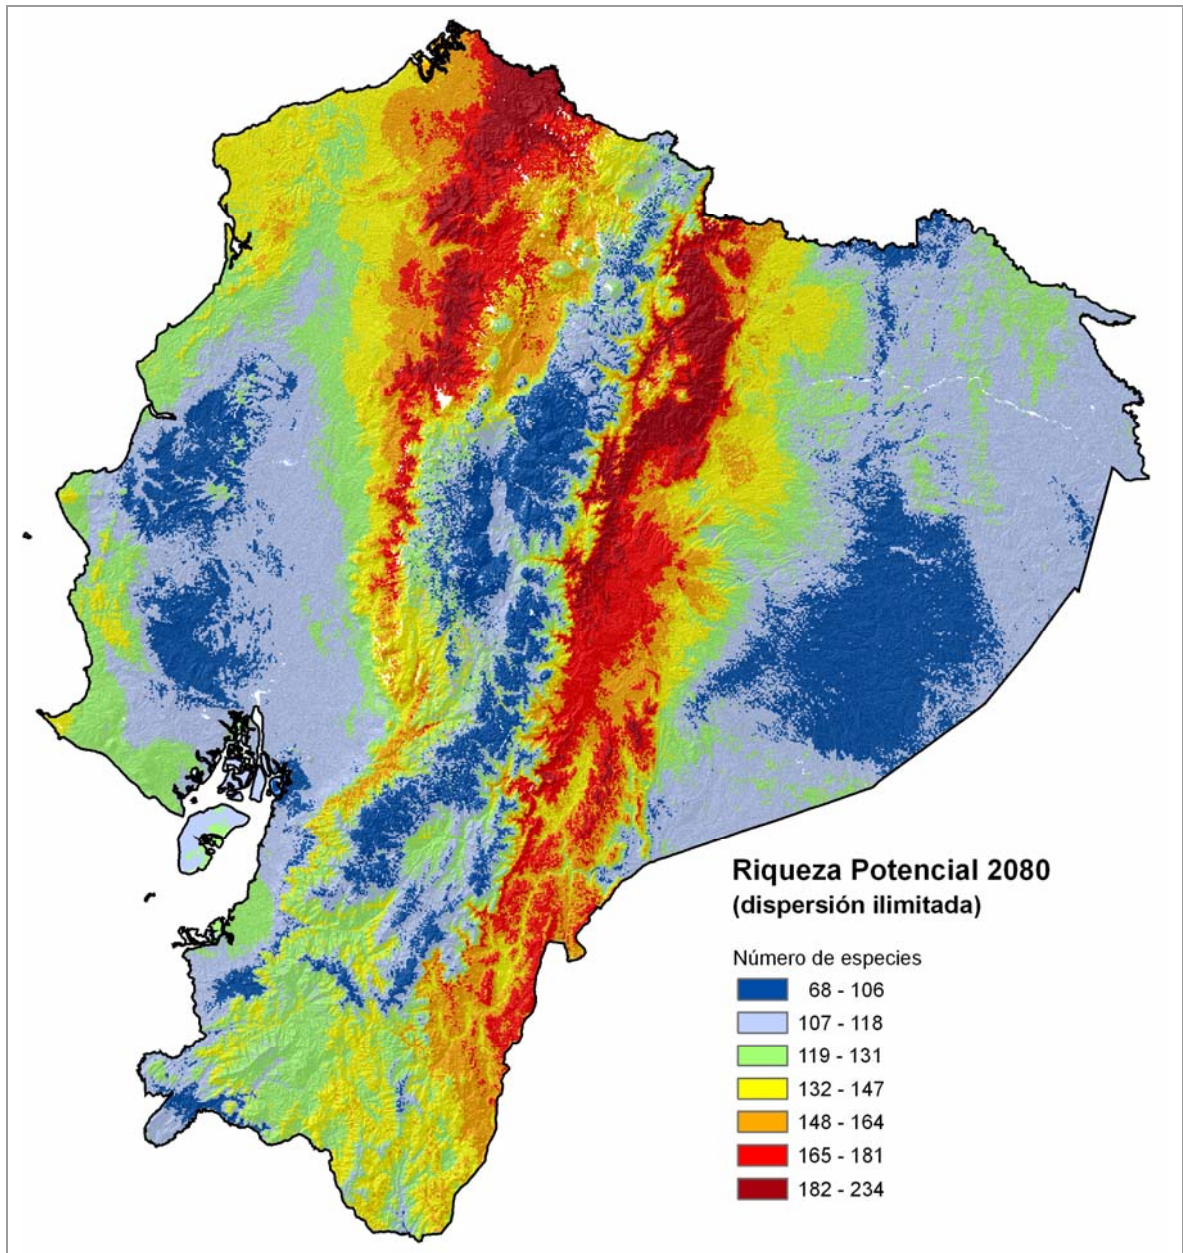 Riqueza Potencial 2080
(dispersión ilimitada)
Número de especies
68 - 106
107 - 118
119 - 131
132 - 147
148 - 164
165 - 181
182 - 234